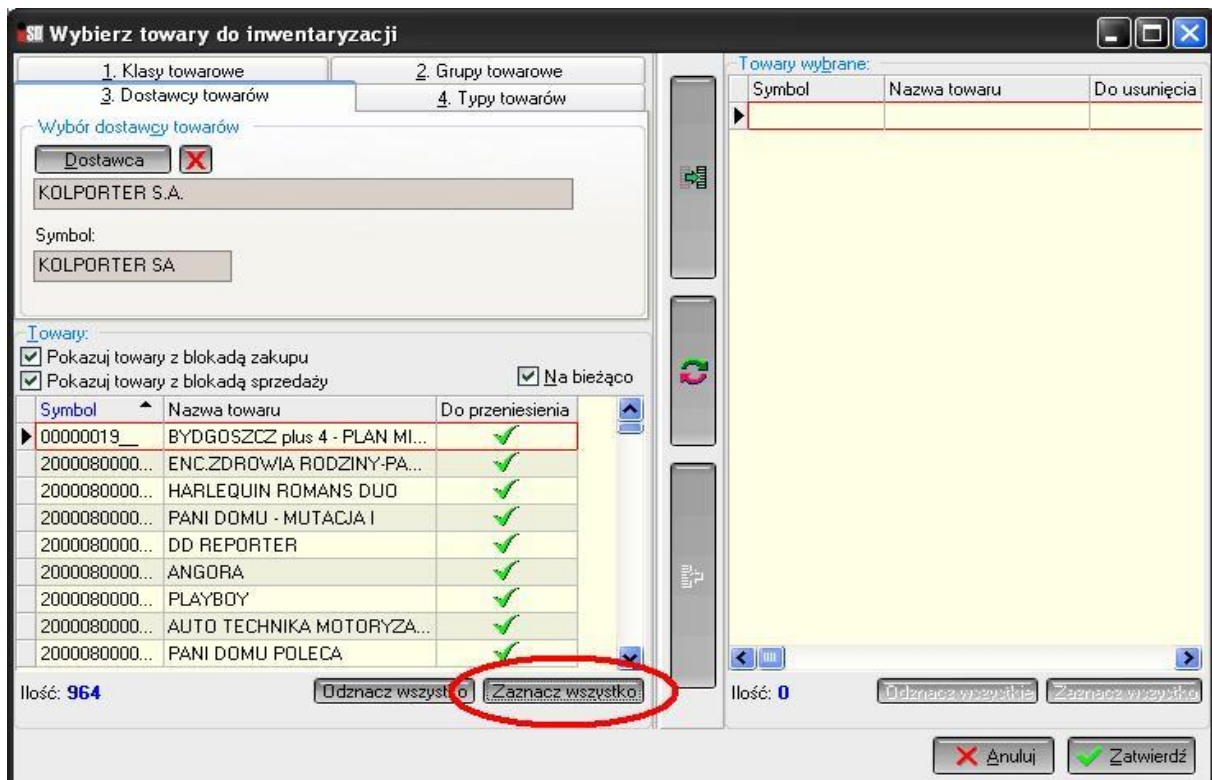 Wybierz towary do inwentaryzacji
1. Klasy towarowe
2. Grupy towarowe
3. Dostawcy towarów
4. Typy towarów
Wybór dostawcy towarów
Dostawca
KOLPORTER S.A.
Symbol:
KOLPORTER SA
Towary:
Pokazuj towary z blokadą zakupu
Pokazuj towary z blokadą sprzedaży
Na bieżąco
Symbol Nazwa towaru Do przeniesienia
00000019__ BYDGOSZCZ plus 4 - PLAN MI...
2000080000... ENC.ZDROWIA RODZINY-PA...
2000080000... HARLEQUIN ROMANS DUO
2000080000... PANI DOMU - MUTACJA I
2000080000... DD REPORTER
2000080000... ANGORA
2000080000... PLAYBOY
2000080000... AUTO TECHNIKA MOTORYZA...
2000080000... PANI DOMU POLECA
Ilość: 964
Odznacz wszystko
Zaznacz wszystko
Towary wybrane:
Symbol Nazwa towaru Do usunięcia
Ilość: 0
Odznacz wszystkie
Zaznacz wszystko
Anuluj
Zatwierdź